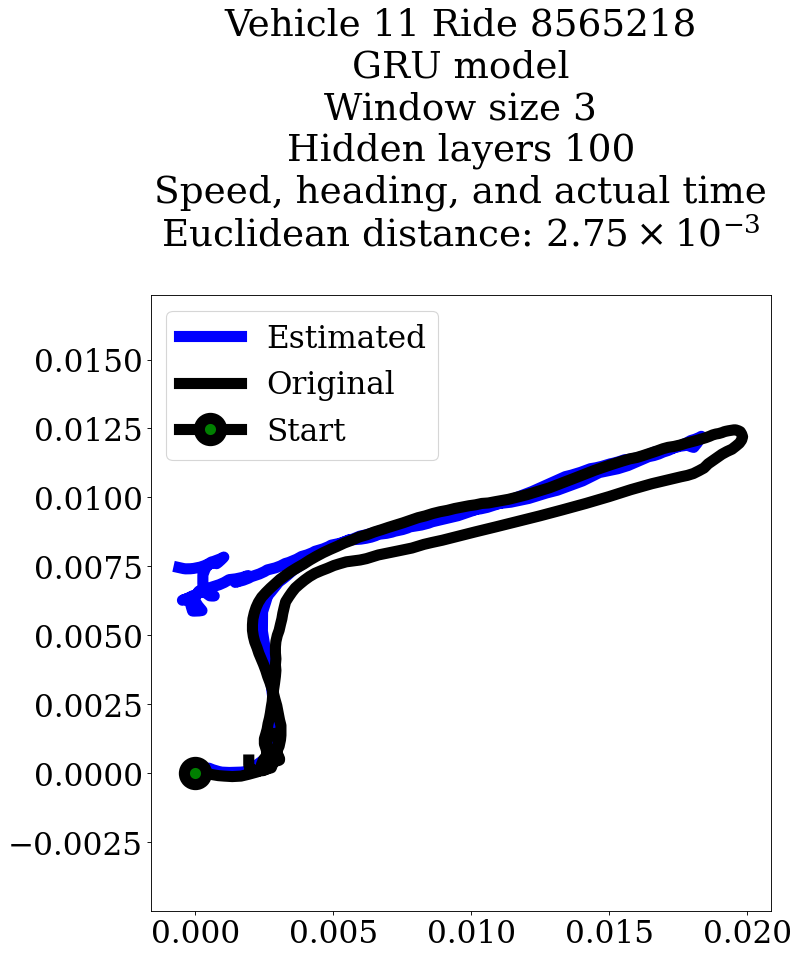 Vehicle 11 Ride 8565218
GRU model
Window size 3
Hidden layers 100
Speed, heading, and actual time
Euclidean distance: 2.75 × 10⁻³
Estimated
Original
Start
0.0150
0.0125
0.0100
0.0075
0.0050
0.0025
0.0000
−0.0025
0.000 0.005 0.010 0.015 0.020